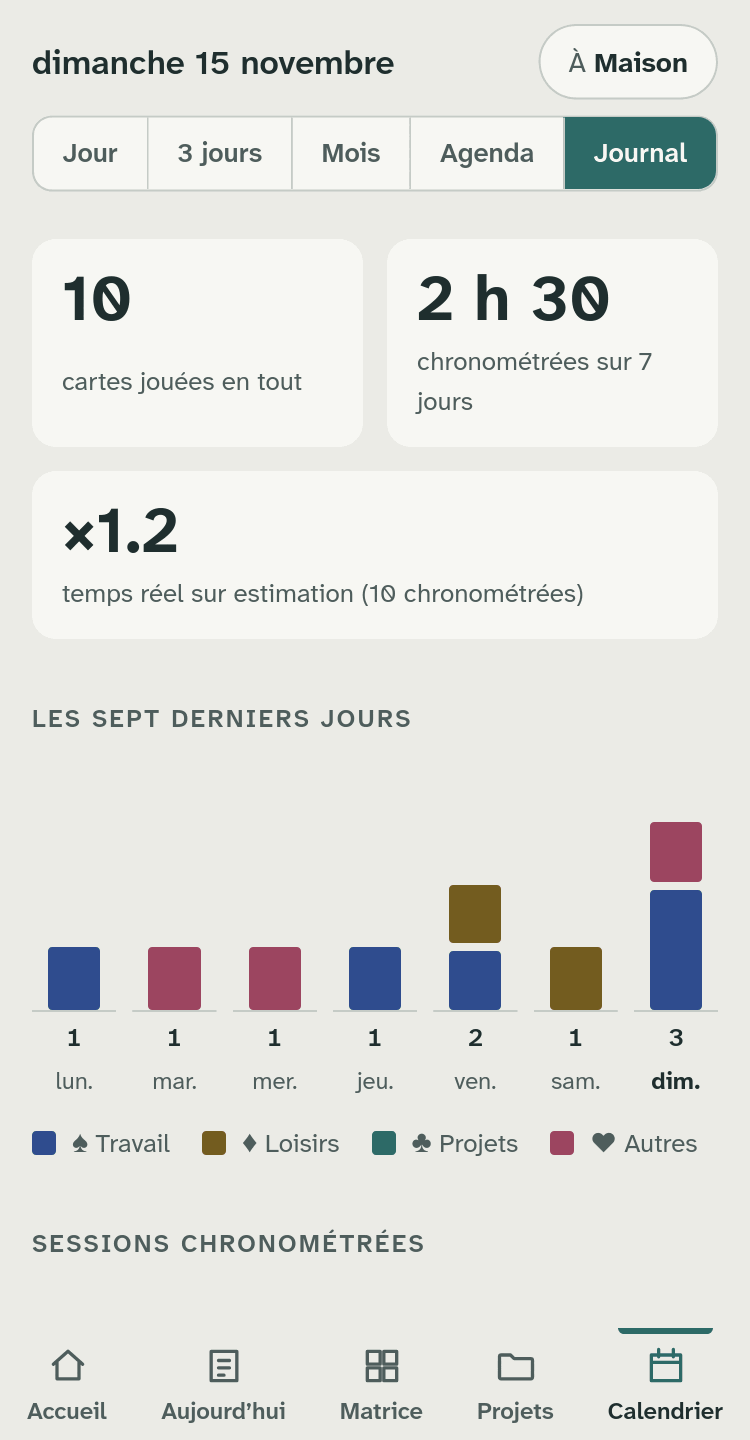 dimanche 15 novembre
À Maison
Jour 3 jours Mois Agenda Journal
10
cartes jouées en tout
2 h 30
chronométrées sur 7
jours
×1.2
temps réel sur estimation (10 chronométrées)
LES SEPT DERNIERS JOURS
1 1 1 1 2 1 3
lun. mar. mer. jeu. ven. sam. dim.
♠ Travail ♦ Loisirs ♣ Projets ♥ Autres
SESSIONS CHRONOMÉTRÉES
Accueil Aujourd’hui Matrice Projets Calendrier